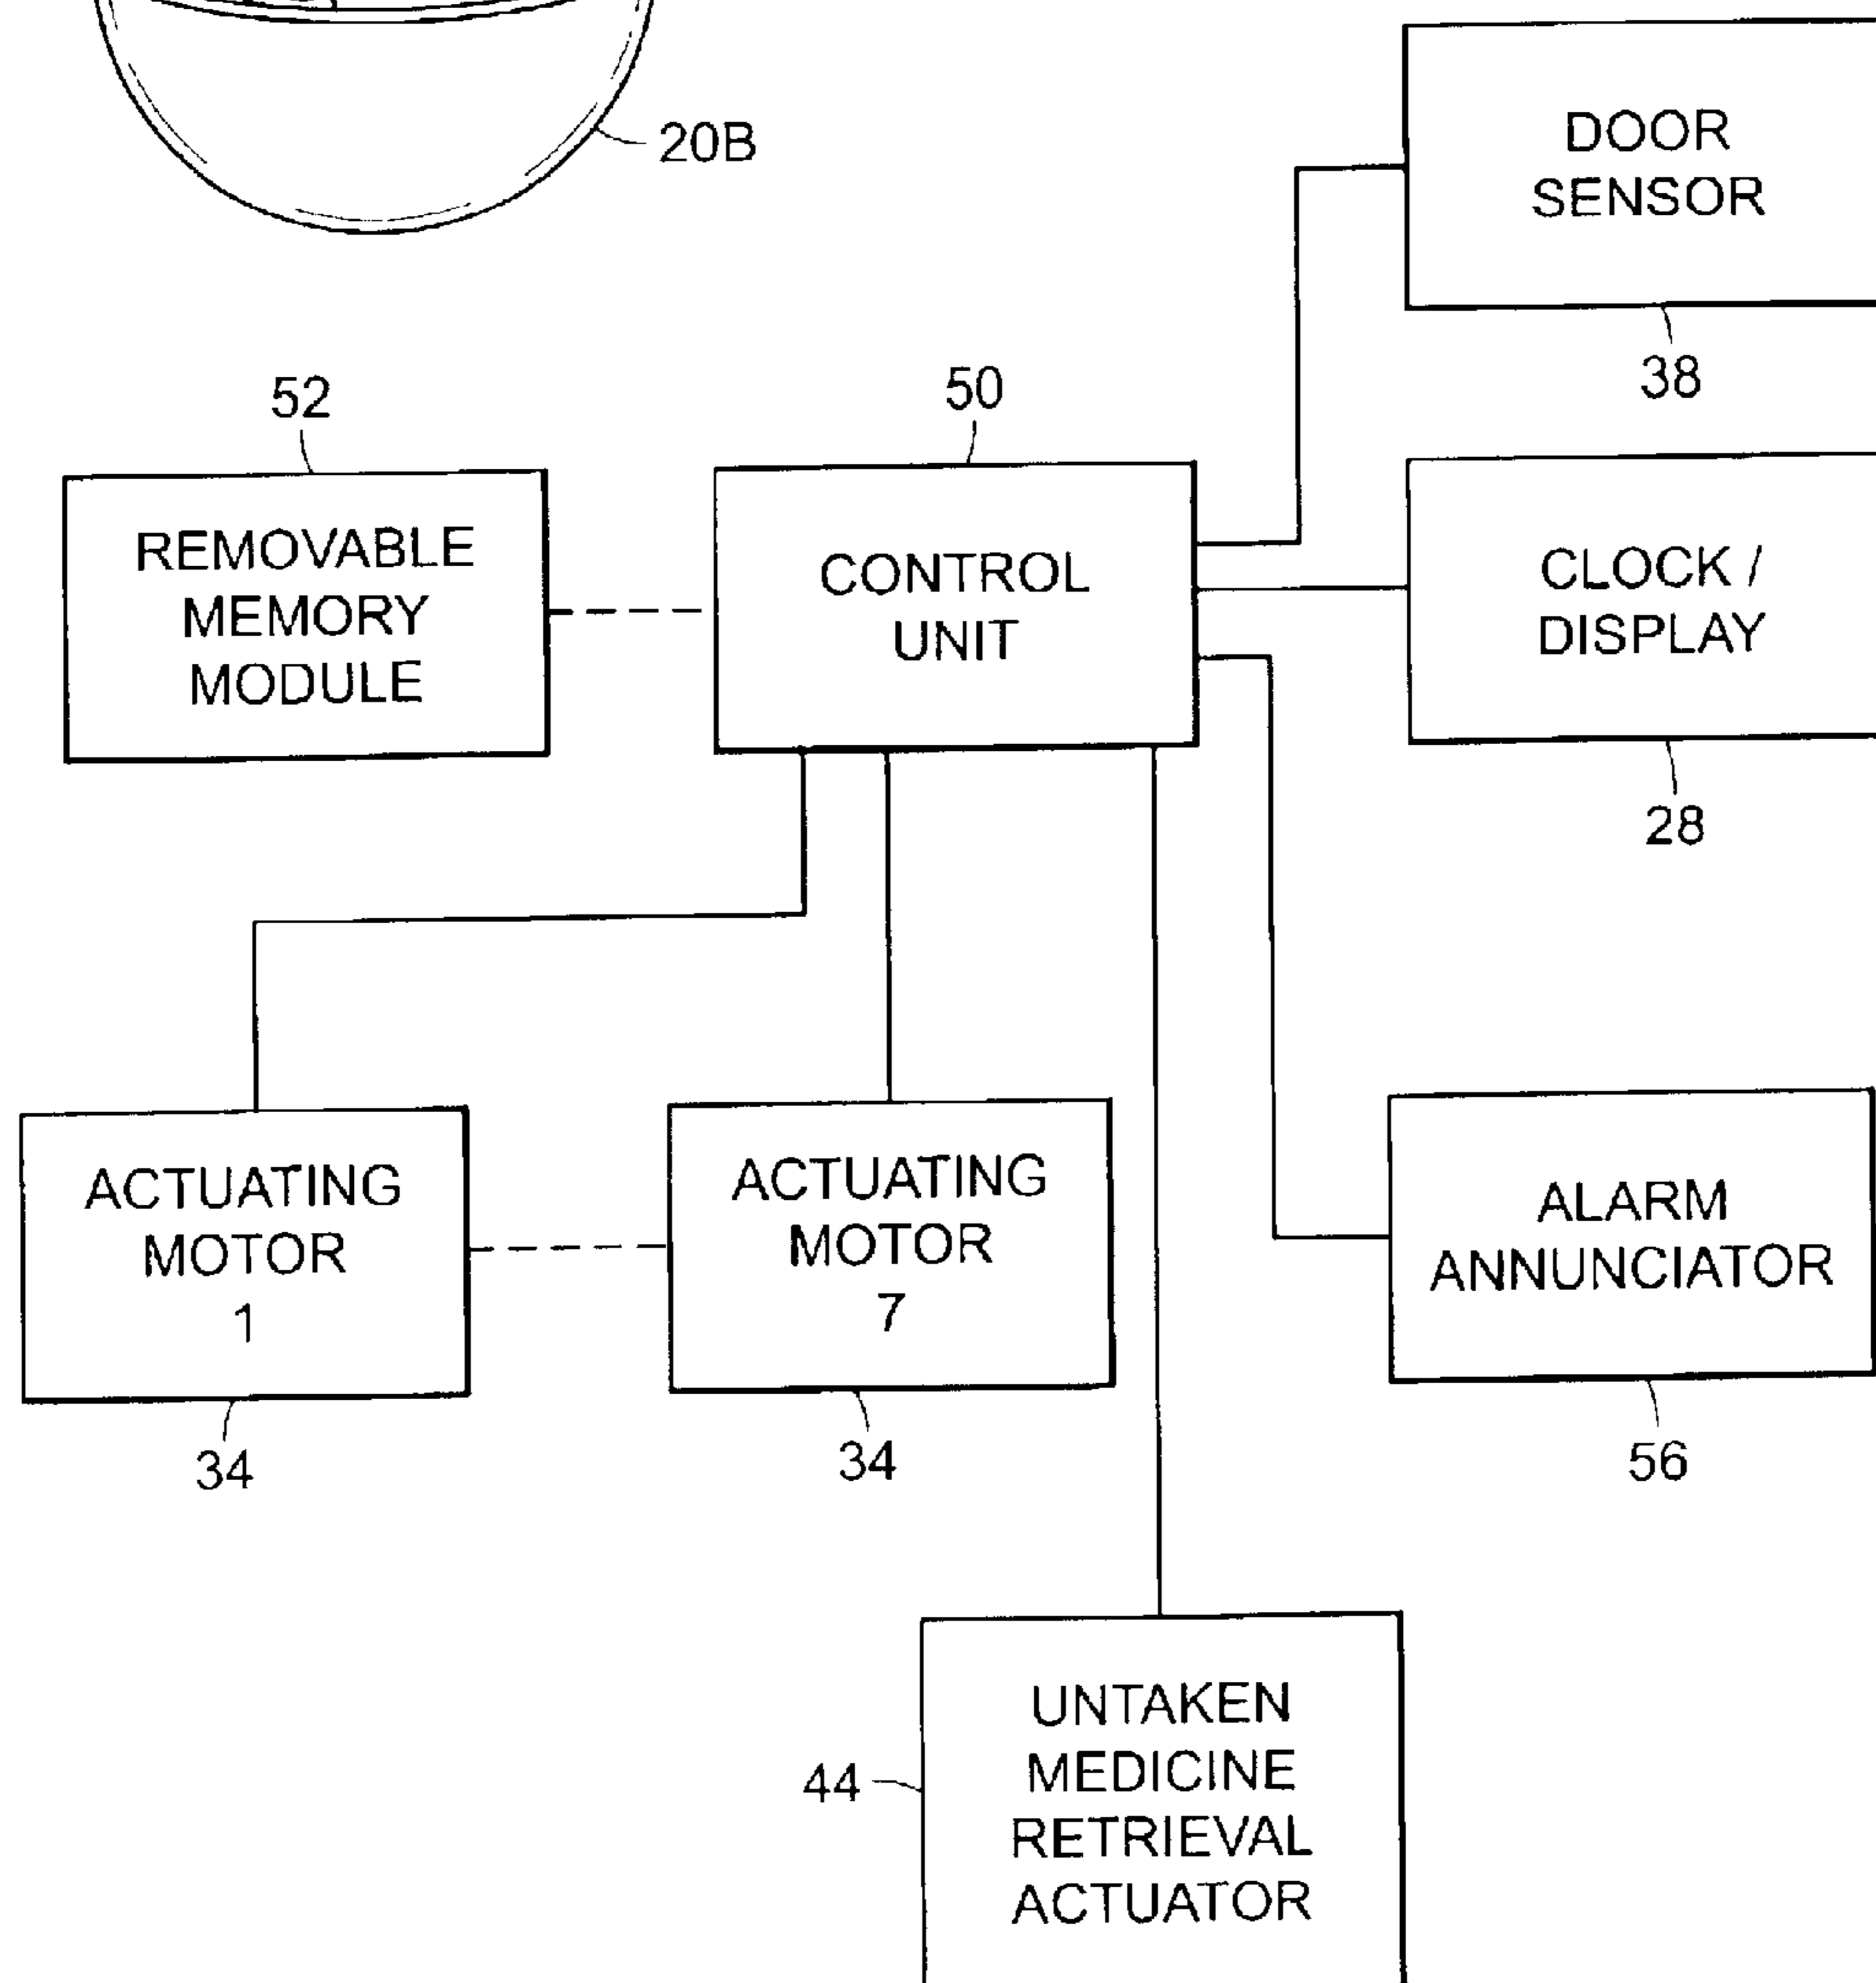 20B
DOOR
SENSOR
38
52
50
REMOVABLE
MEMORY
MODULE
CONTROL
UNIT
CLOCK /
DISPLAY
28
ACTUATING
MOTOR
1
34
ACTUATING
MOTOR
7
34
ALARM
ANNUNCIATOR
56
44
UNTAKEN
MEDICINE
RETRIEVAL
ACTUATOR